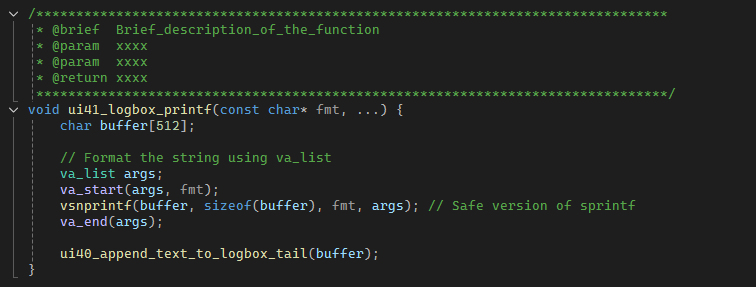 /*******************************************************************************
* @brief  Brief_description_of_the_function
* @param  xxxx
* @param  xxxx
* @return xxxx
*******************************************************************************/
void ui41_logbox_printf(const char* fmt, ...) {
    char buffer[512];

    // Format the string using va_list
    va_list args;
    va_start(args, fmt);
    vsnprintf(buffer, sizeof(buffer), fmt, args); // Safe version of sprintf
    va_end(args);

    ui40_append_text_to_logbox_tail(buffer);
}